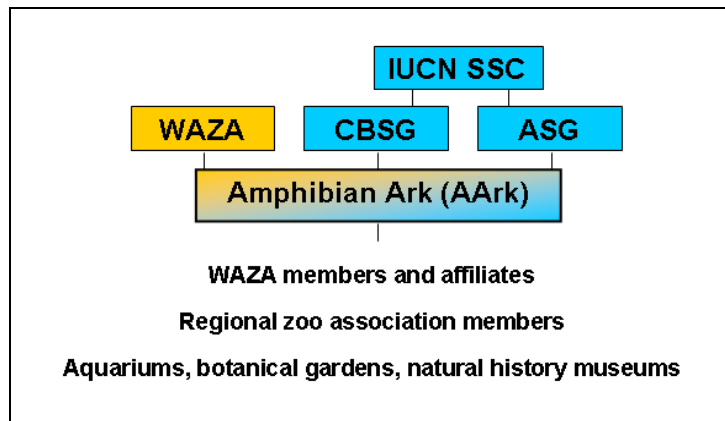 IUCN SSC
WAZA
CBSG
ASG
Amphibian Ark (AArk)
WAZA members and affiliates
Regional zoo association members
Aquariums, botanical gardens, natural history museums